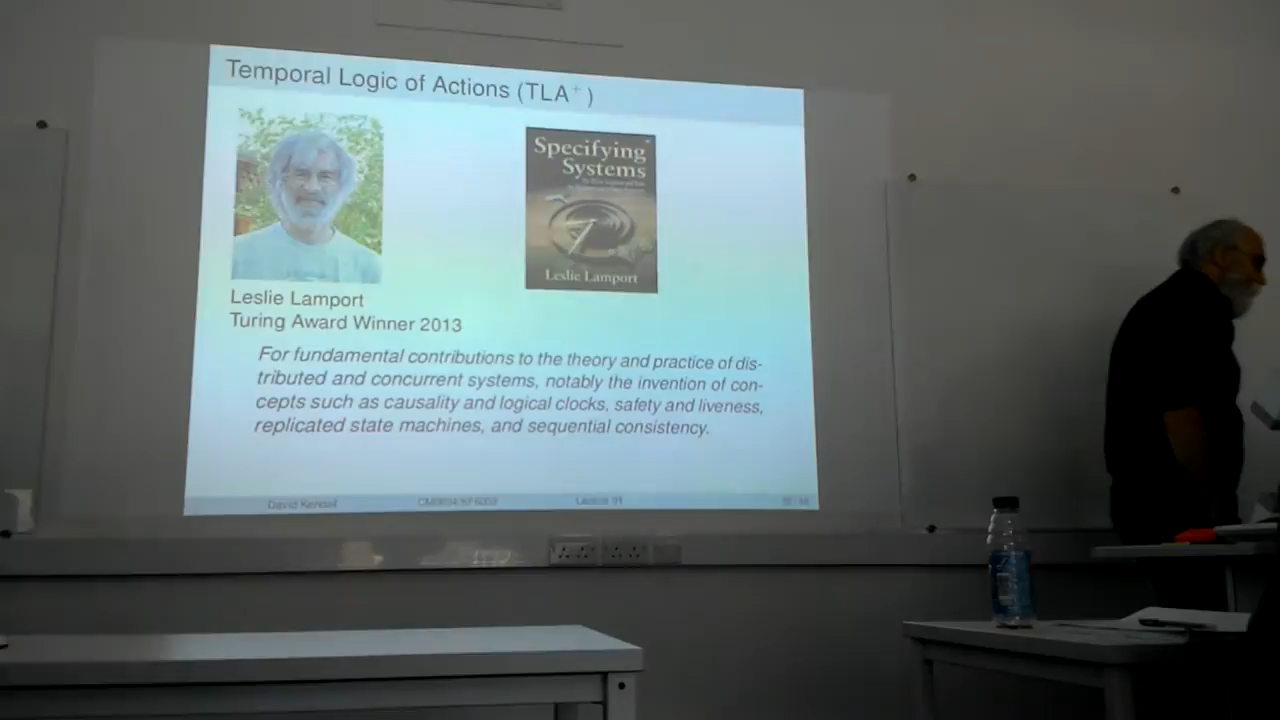 Temporal Logic of Actions (TLA+)
Specifying
Systems
Leslie Lamport
Leslie Lamport
Turing Award Winner 2013
For fundamental contributions to the theory and practice of dis-
tributed and concurrent systems, notably the invention of con-
cepts such as causality and logical clocks, safety and liveness,
replicated state machines, and sequential consistency.
David Kendall